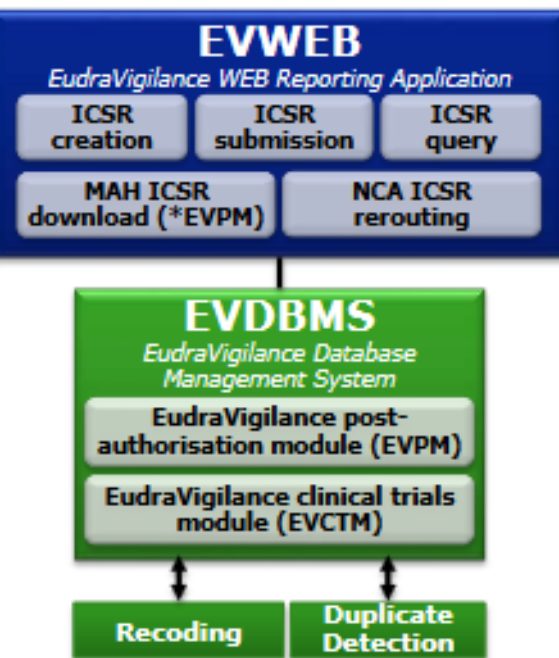 EVWEB
EudraVigilance WEB Reporting Application
ICSR
creation
ICSR
submission
ICSR
query
MAH ICSR
download (*EVPM)
NCA ICSR
rerouting
EVDBMS
EudraVigilance Database
Management System
EudraVigilance post-
authorisation module (EVPM)
EudraVigilance clinical trials
module (EVCTM)
Recoding
Duplicate
Detection